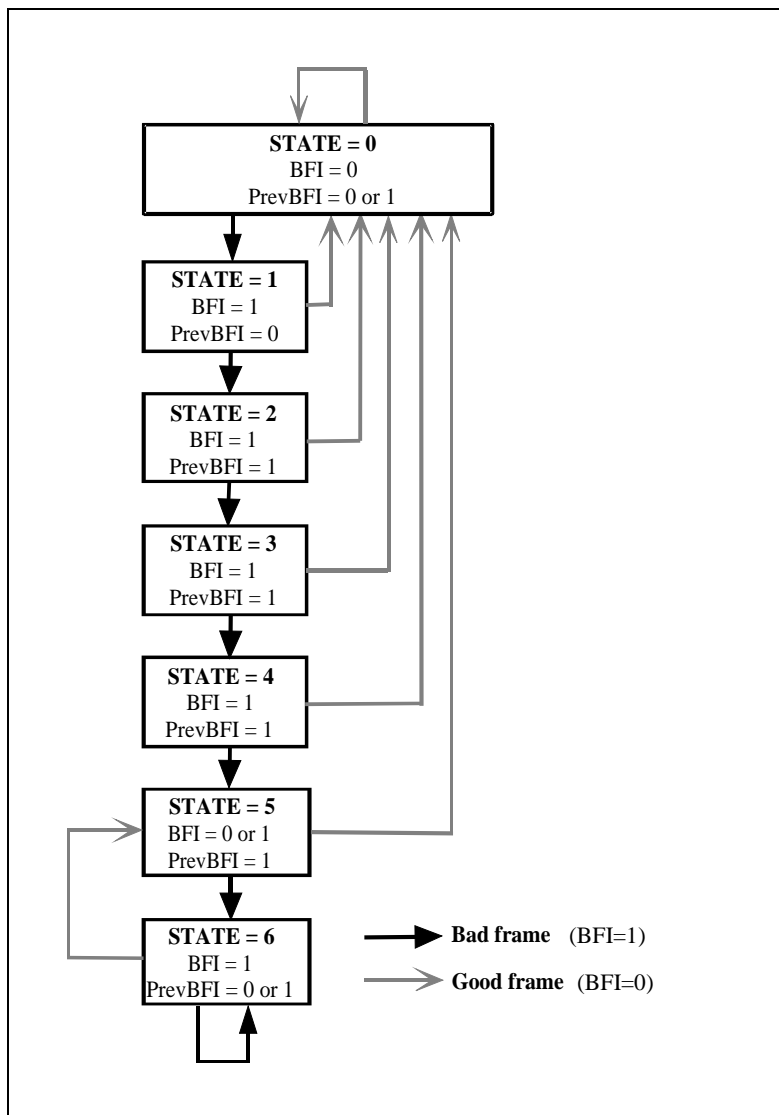 STATE = 0
BFI = 0
PrevBFI = 0 or 1
STATE = 1
BFI = 1
PrevBFI = 0
STATE = 2
BFI = 1
PrevBFI = 1
STATE = 3
BFI = 1
PrevBFI = 1
STATE = 4
BFI = 1
PrevBFI = 1
STATE = 5
BFI = 0 or 1
PrevBFI = 1
STATE = 6
BFI = 1
PrevBFI = 0 or 1
Bad frame (BFI=1)
Good frame (BFI=0)